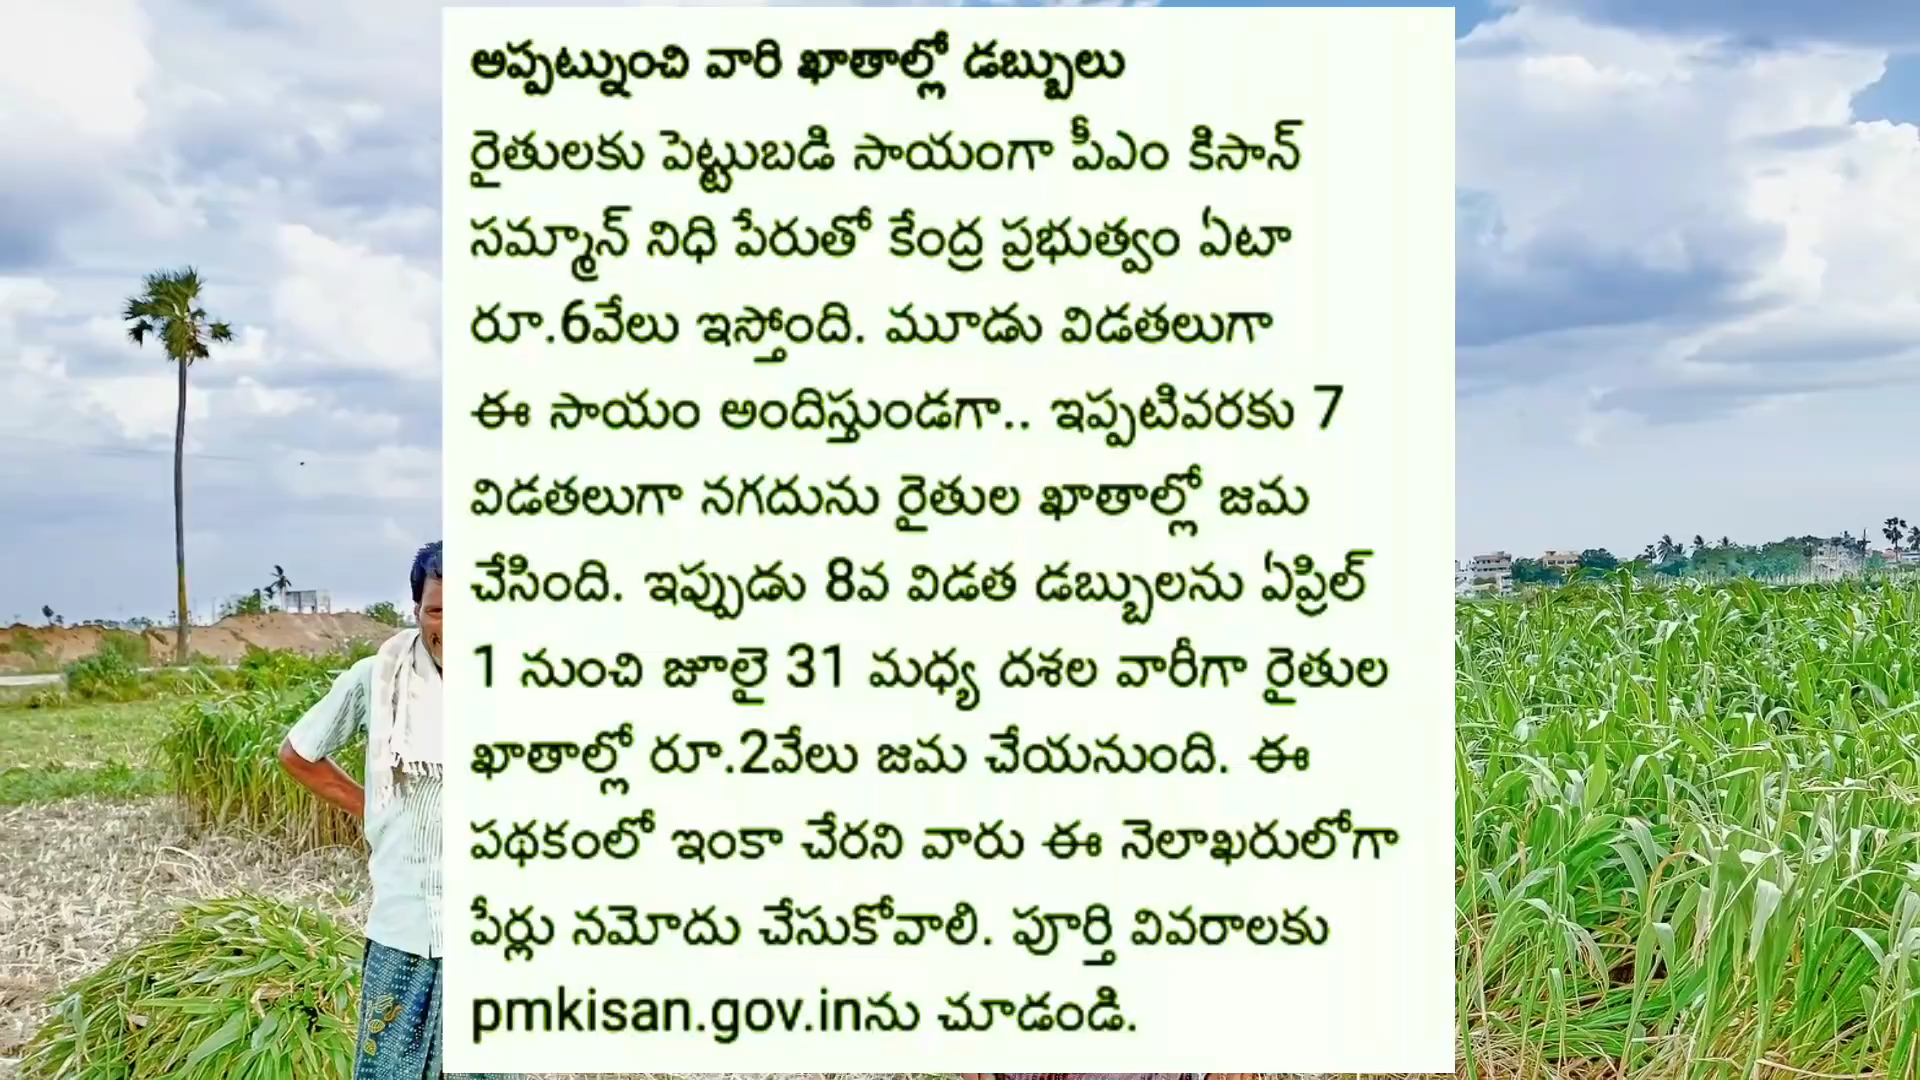 అప్పట్నుంచి వారి ఖాతాల్లో డబ్బులు
రైతులకు పెట్టుబడి సాయంగా పీఎం కిసాన్
సమ్మాన్ నిధి పేరుతో కేంద్ర ప్రభుత్వం ఏటా
రూ.6వేలు ఇస్తోంది. మూడు విడతలుగా
ఈ సాయం అందిస్తుండగా.. ఇప్పటివరకు 7
విడతలుగా నగదును రైతుల ఖాతాల్లో జమ
చేసింది. ఇప్పుడు 8వ విడత డబ్బులను ఏప్రిల్
1 నుంచి జూలై 31 మధ్య దశల వారీగా రైతుల
ఖాతాల్లో రూ.2వేలు జమ చేయనుంది. ఈ
పథకంలో ఇంకా చేరని వారు ఈ నెలాఖరులోగా
పేర్లు నమోదు చేసుకోవాలి. పూర్తి వివరాలకు
pmkisan.gov.inను చూడండి.